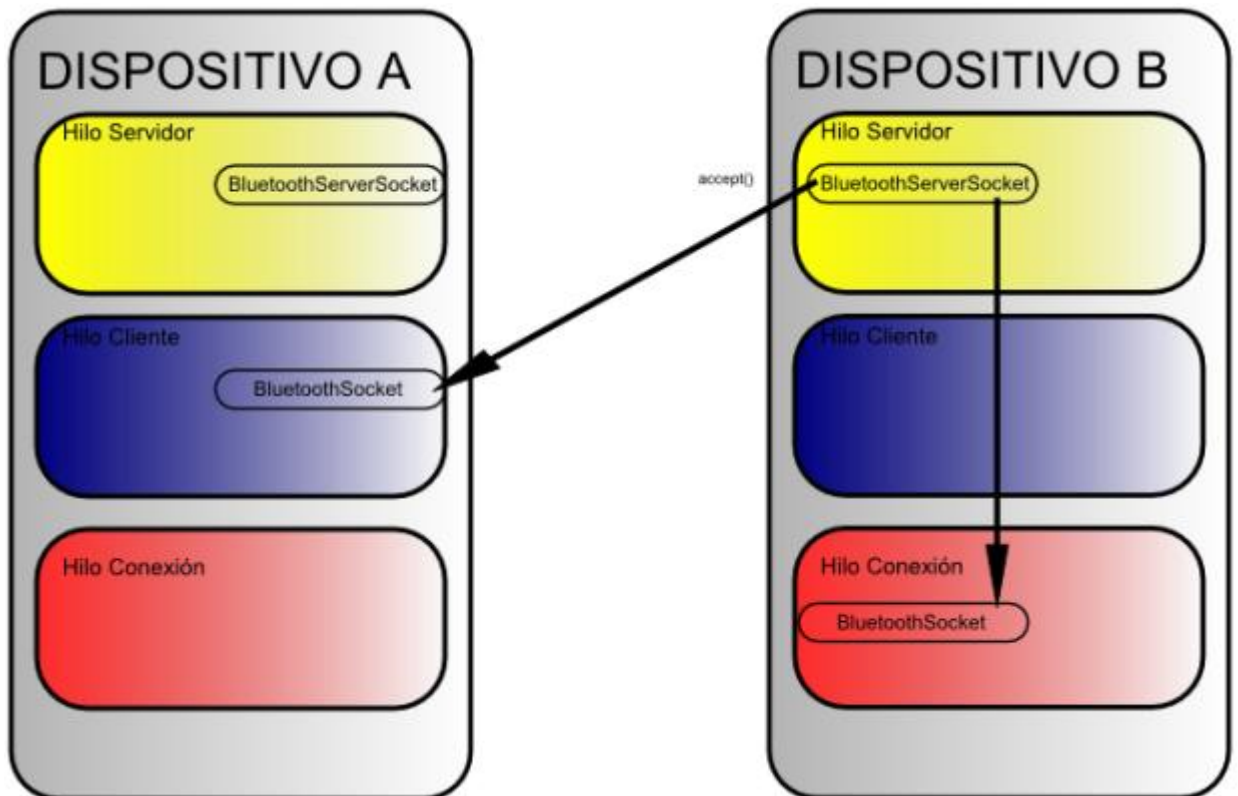 DISPOSITIVO A
Hilo Servidor
BluetoothServerSocket
Hilo Cliente
BluetoothSocket
Hilo Conexión
accept()
DISPOSITIVO B
Hilo Servidor
BluetoothServerSocket
Hilo Cliente
Hilo Conexión
BluetoothSocket